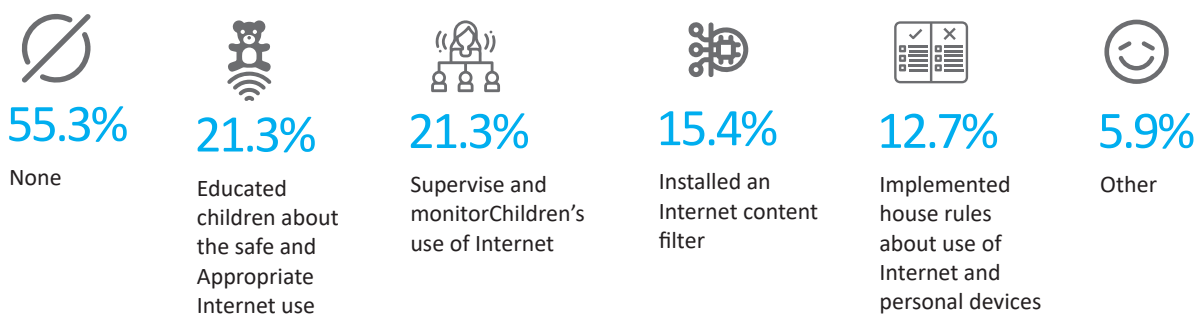 55.3%
None
21.3%
Educated
children about
the safe and
Appropriate
Internet use
21.3%
Supervise and
monitorChildren’s
use of Internet
15.4%
Installed an
Internet content
filter
12.7%
Implemented
house rules
about use of
Internet and
personal devices
5.9%
Other